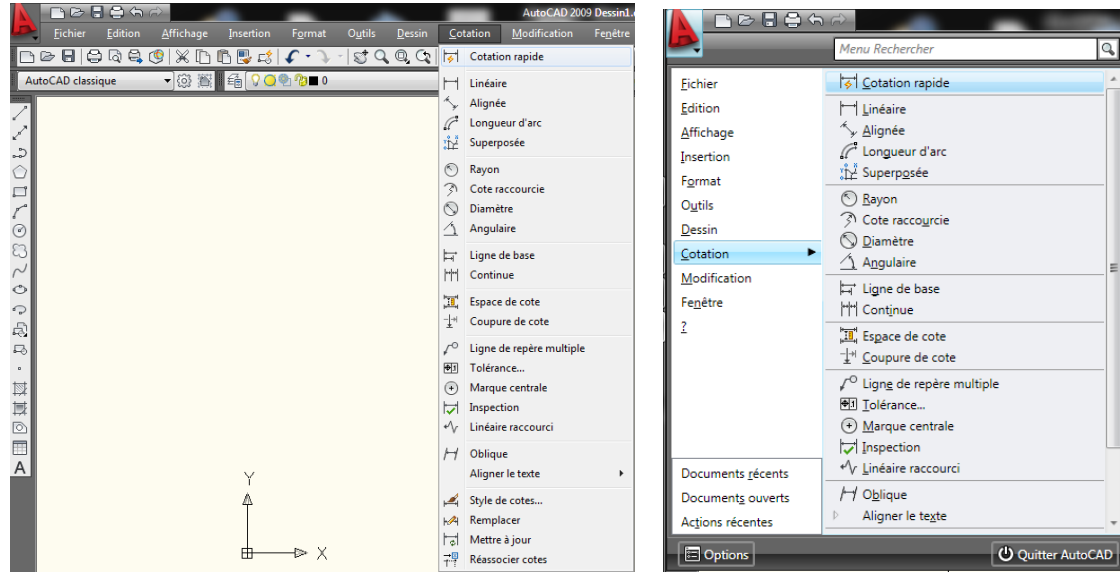 AutoCAD 2009 Dessin1.
Fichier Edition Affichage Insertion Format Outils Dessin Cotation Modification Fenêtre
AutoCAD classique
0
Cotation rapide
Linéaire
Alignée
Longueur d'arc
Superposée
Rayon
Cote raccourcie
Diamètre
Angulaire
Ligne de base
Continue
Espace de cote
Coupure de cote
Ligne de repère multiple
Tolérance...
Marque centrale
Inspection
Linéaire raccourci
Oblique
Aligner le texte
Style de cotes...
Remplacer
Mettre à jour
Réassocier cotes
A
Y
X
Menu Rechercher
Fichier
Edition
Affichage
Insertion
Format
Outils
Dessin
Cotation
Modification
Fenêtre
?
Documents récents
Documents ouverts
Actions récentes
Cotation rapide
Linéaire
Alignée
Longueur d'arc
Superposée
Rayon
Cote raccourcie
Diamètre
Angulaire
Ligne de base
Continue
Espace de cote
Coupure de cote
Ligne de repère multiple
Tolérance...
Marque centrale
Inspection
Linéaire raccourci
Oblique
Aligner le texte
Options
Quitter AutoCAD